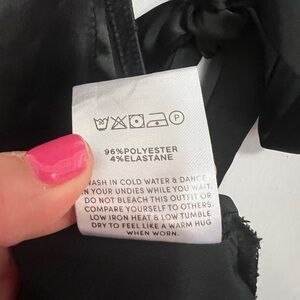 96%POLYESTER
4%ELASTANE
WASH IN COLD WATER & DANCE
IN YOUR UNDIES WHILE YOU WAIT.
DO NOT BLEACH THIS OUTFIT OR
COMPARE YOURSELF TO OTHERS.
LOW IRON HEAT & LOW TUMBLE
DRY TO FEEL LIKE A WARM HUG
WHEN WORN.